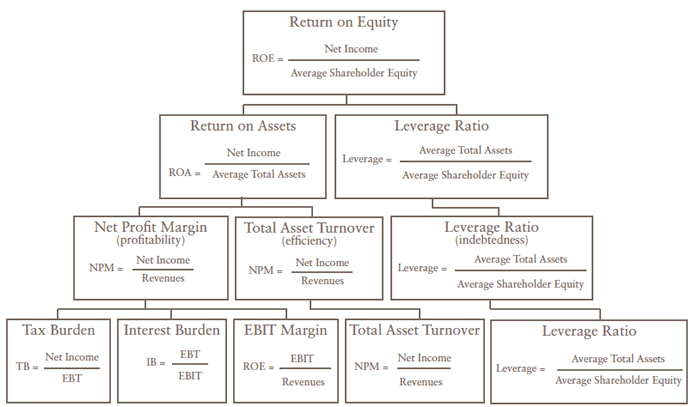 Return on Equity
ROE = Net Income
Average Shareholder Equity
Return on Assets
ROA = Net Income
Average Total Assets
Leverage Ratio
Leverage = Average Total Assets
Average Shareholder Equity
Net Profit Margin
(profitability)
NPM = Net Income
Revenues
Total Asset Turnover
(efficiency)
NPM = Net Income
Revenues
Leverage Ratio
(indebtedness)
Leverage = Average Total Assets
Average Shareholder Equity
Tax Burden
TB = Net Income
EBT
Interest Burden
IB = EBT
EBIT
EBIT Margin
ROE = EBIT
Revenues
Total Asset Turnover
NPM = Net Income
Revenues
Leverage Ratio
Leverage = Average Total Assets
Average Shareholder Equity